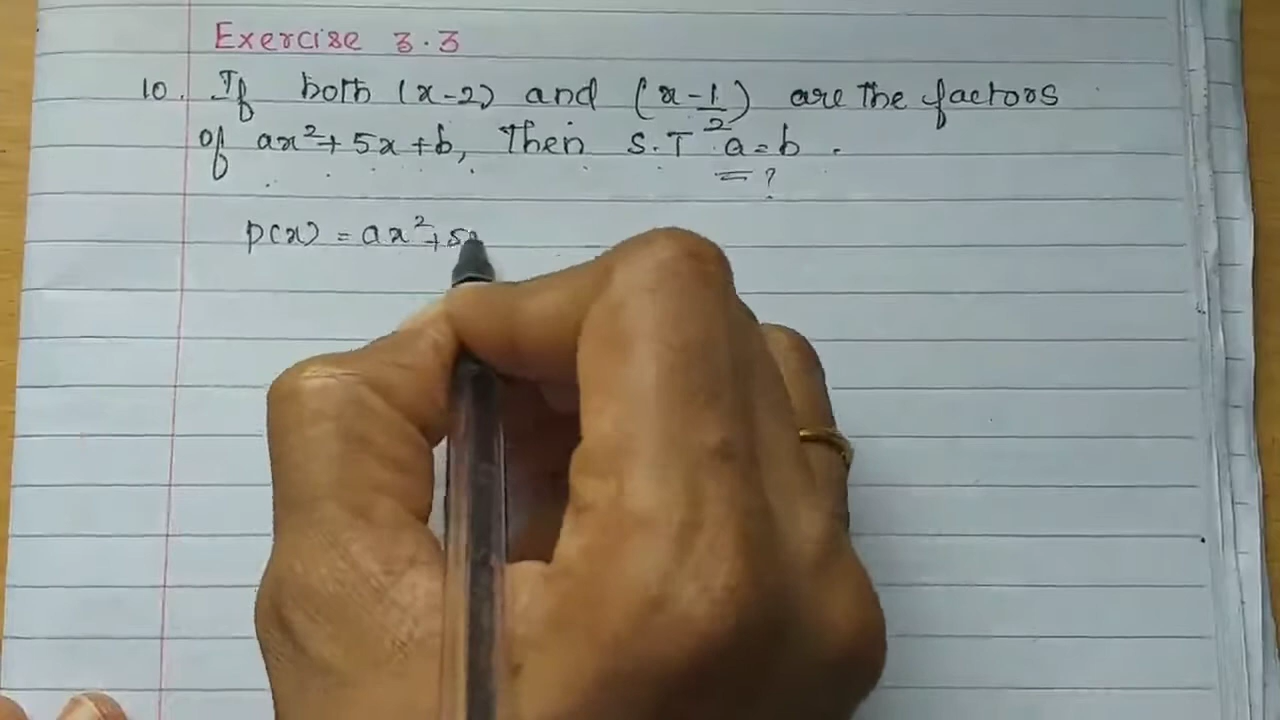 Exercise 3.3
10. If both (x-2) and (x-1/2) are the factors
of ax²+5x+b, Then S.T a=b.
= ?
p(x) = ax²+5